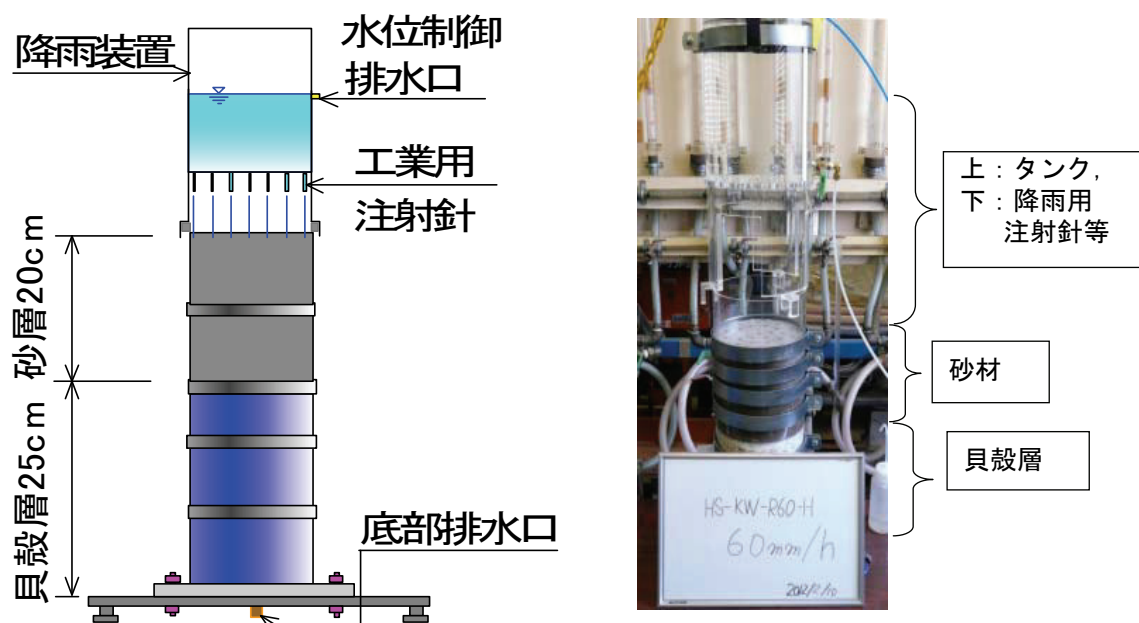 降雨装置
水位制御
排水口
工業用
注射針
砂層20cm
貝殻層25cm
底部排水口
上：タンク，
下：降雨用
注射針等
砂材
貝殻層
HS-KW-R60-H
60mm/h
2012/2/10